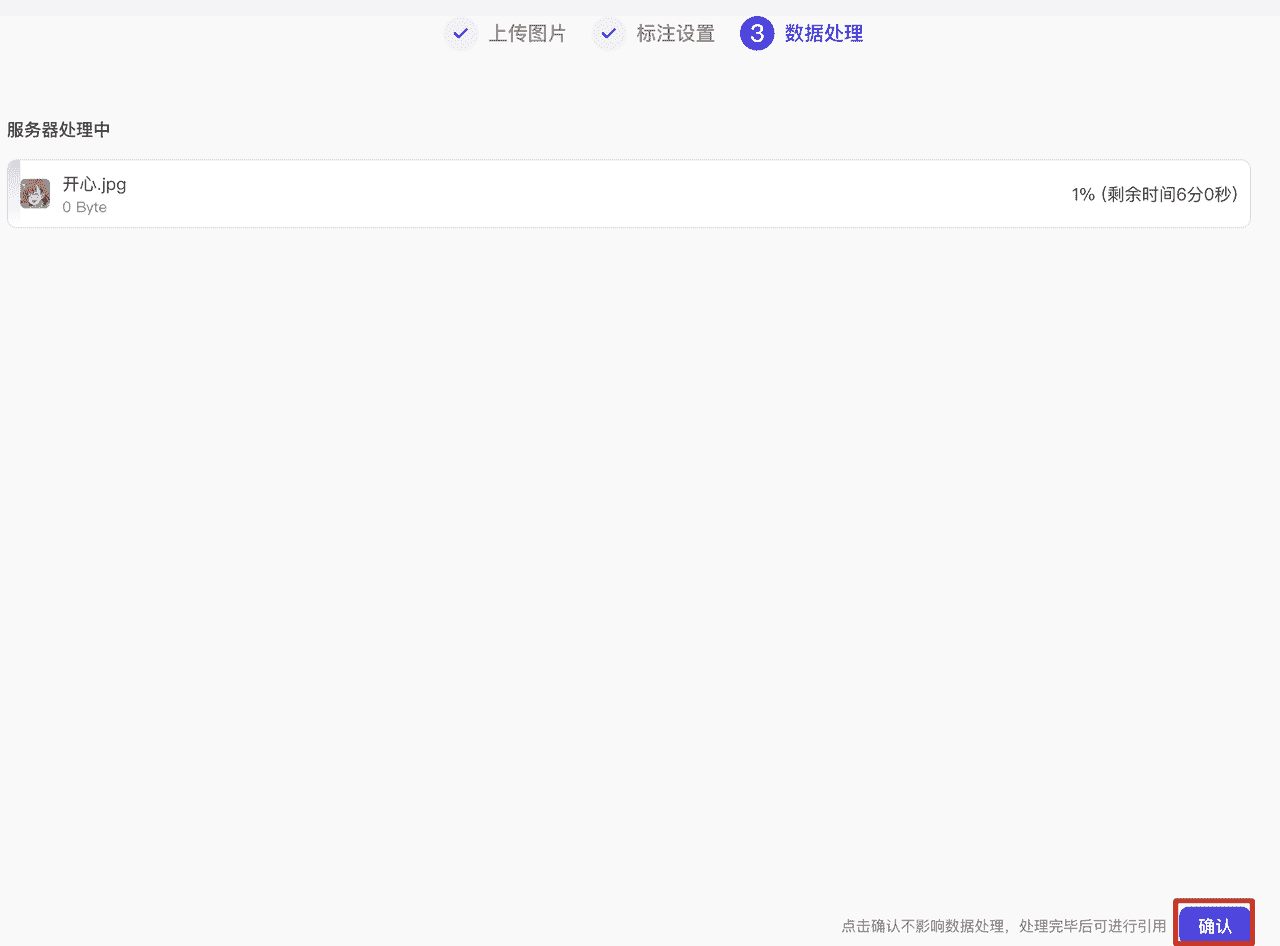 上传图片 标注设置 3 数据处理
服务器处理中
开心.jpg
0 Byte
1% (剩余时间6分0秒)
点击确认不影响数据处理，处理完毕后可进行引用 确认